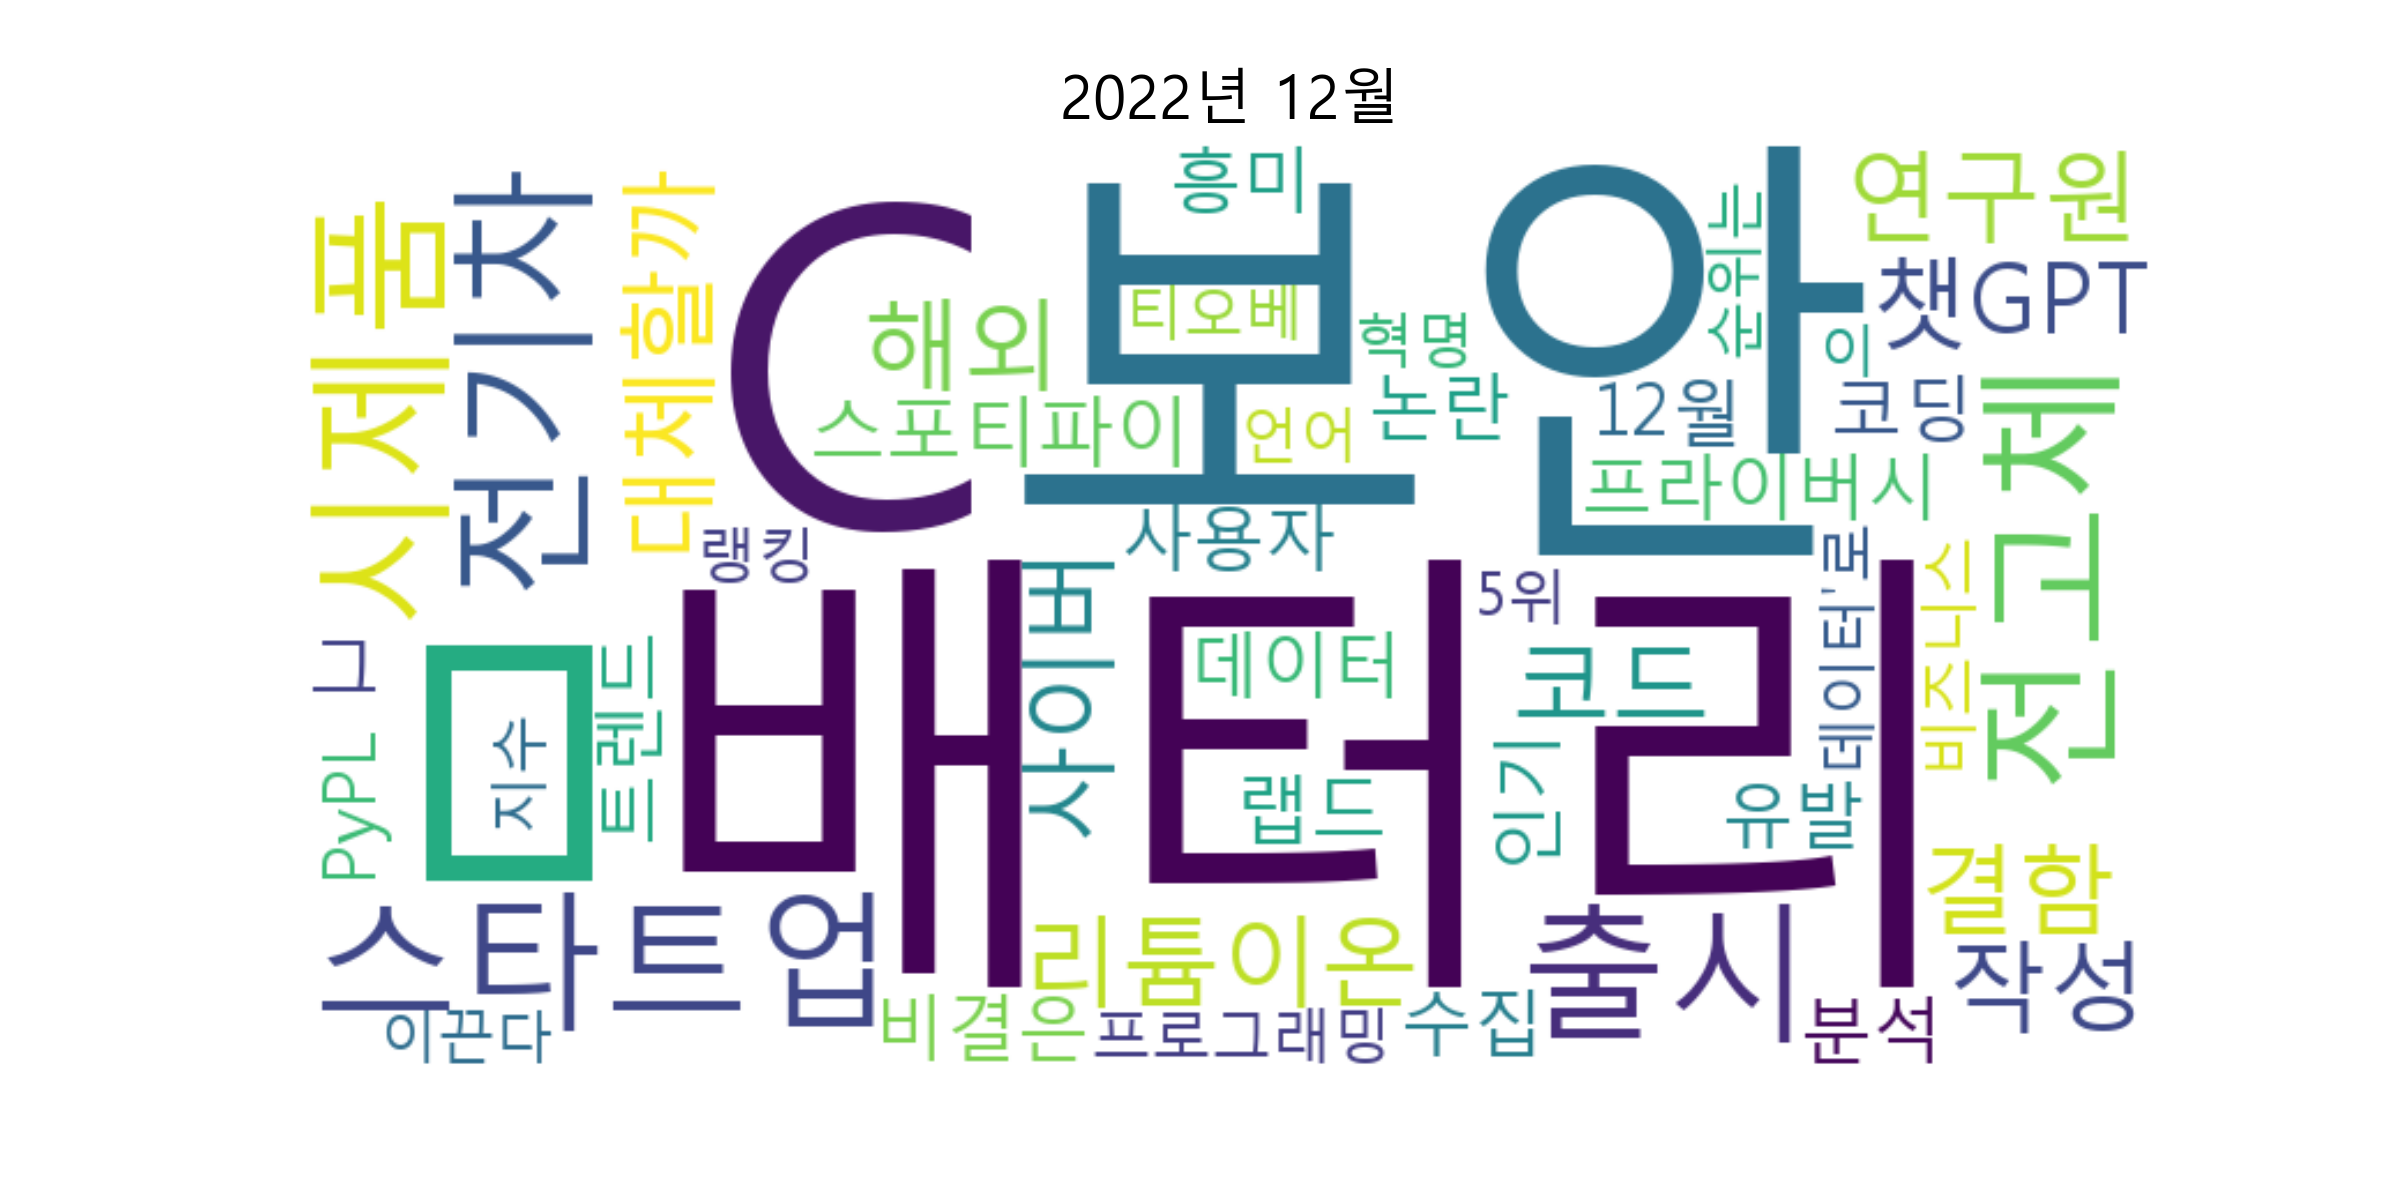 2022년 12월
흥미
연구원
시제품
전기차
대체할까
C
보안
순위는
챗GPT
해외
티오베
혁명
이
스포티파이
언어
논란
12월
코딩
전고체
프라이버시
사용자
랭킹
사이버
5위
데이터'로
비즈니스
그
PyPL
ㅁ
지수
트렌드
배터리
데이터
코드
랩드
인기
유발
결함
스타트업
리튬이온
출시
작성
이끈다
비결은
프로그래밍
수집
분석